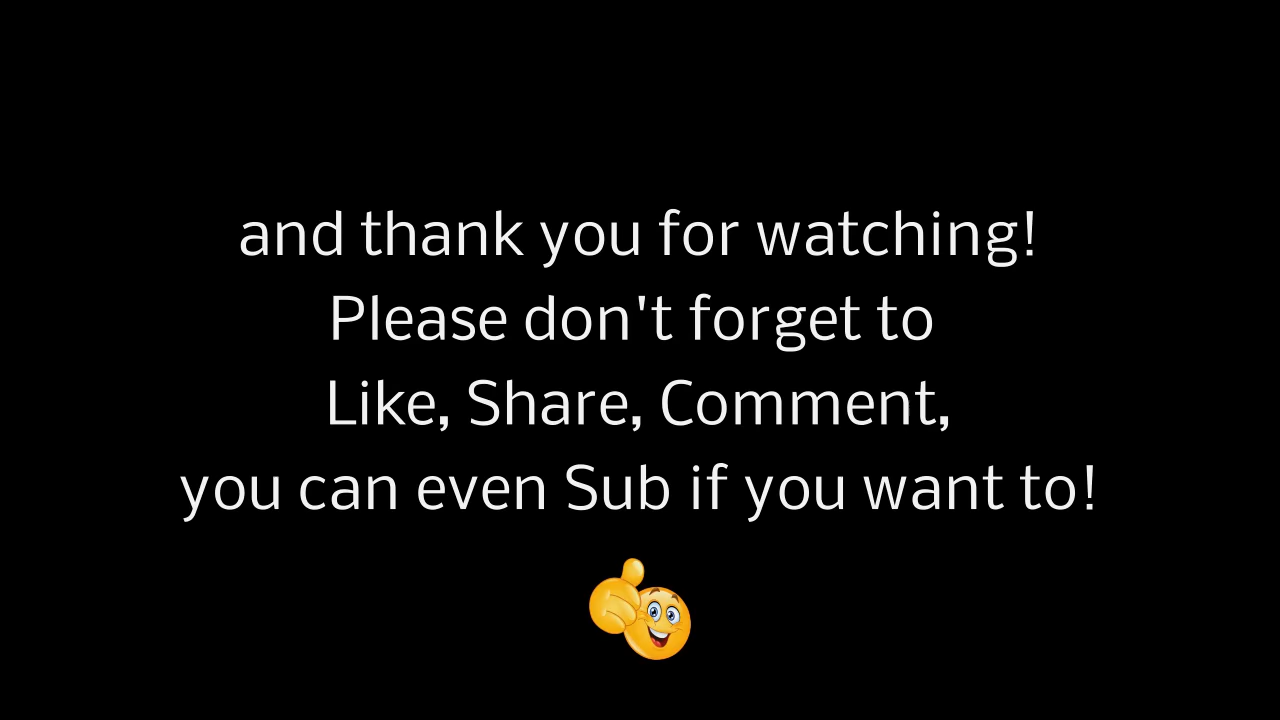 and thank you for watching!
Please don't forget to
Like, Share, Comment,
you can even Sub if you want to!